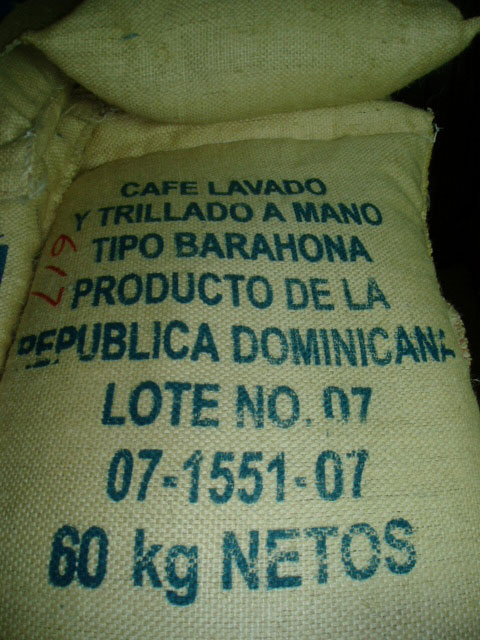 CAFE LAVADO
Y TRILLADO A MANO
TIPO BARAHONA
PRODUCTO DE LA
REPUBLICA DOMINICANA
LOTE NO. 07
07-1551-07
60 kg NETOS
617